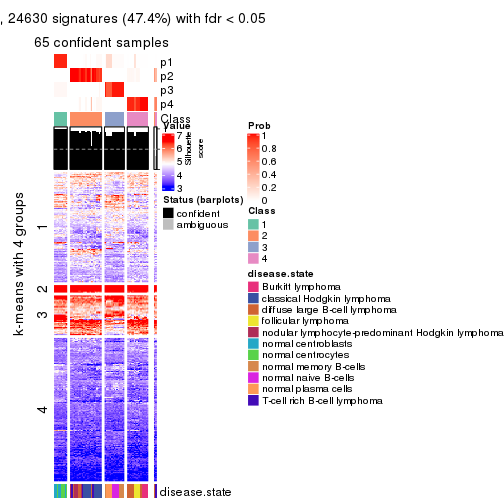 , 24630 signatures (47.4%) with fdr < 0.05
65 confident samples
p1
p2
p3
p4
Class
Silhouette
score
k-means with 4 groups
1
2
3
4
disease.state
Value
7
6
5
4
3
Status (barplots)
confident
ambiguous
Prob
1
0.8
0.6
0.4
0.2
0
Class
1
2
3
4
disease.state
Burkitt lymphoma
classical Hodgkin lymphoma
diffuse large B-cell lymphoma
follicular lymphoma
nodular lymphocyte-predominant Hodgkin lymphoma
normal centroblasts
normal centrocytes
normal memory B-cells
normal naive B-cells
normal plasma cells
T-cell rich B-cell lymphoma